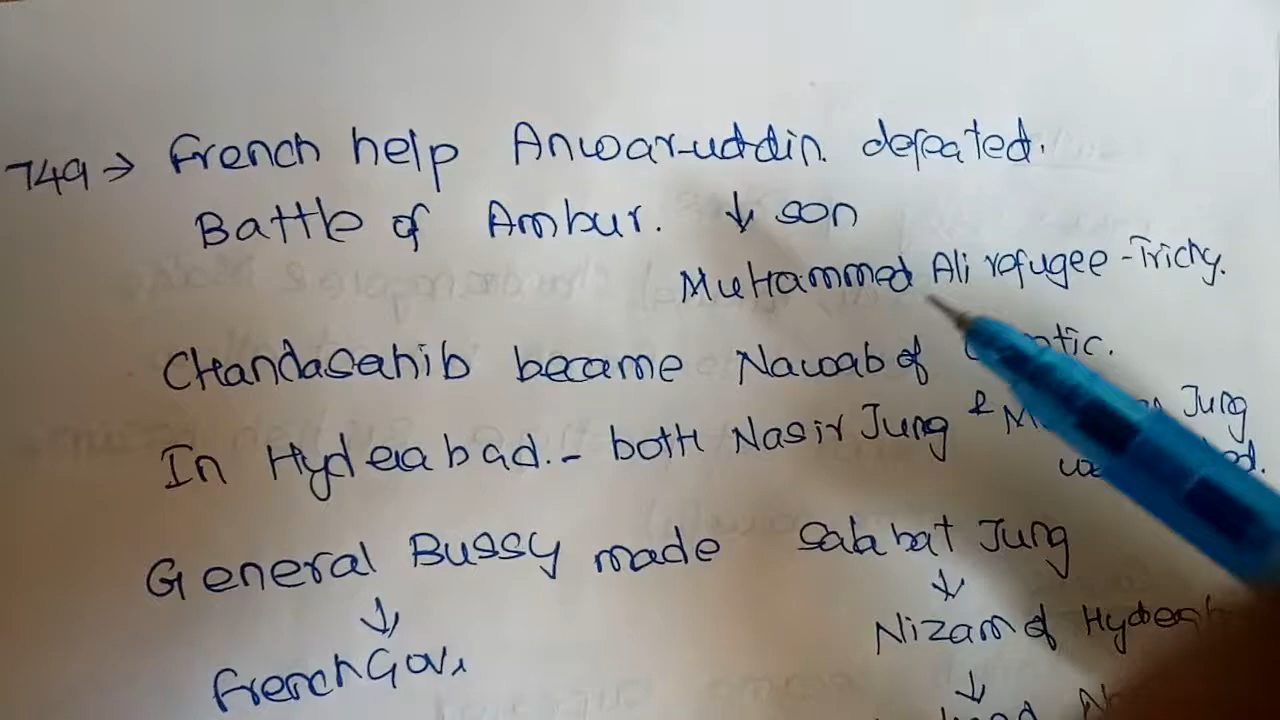 749 → French help Anwar-uddin defeated.
Battle of Ambur. ↓ son
Muhammed Ali refugee - Trichy.
Chandasahib became Nawab of
In Hyderabad. - both Nasir Jung & Jung
General Bussy made Salabat Jung
↓ ↓
French Gov. Nizam of
↓